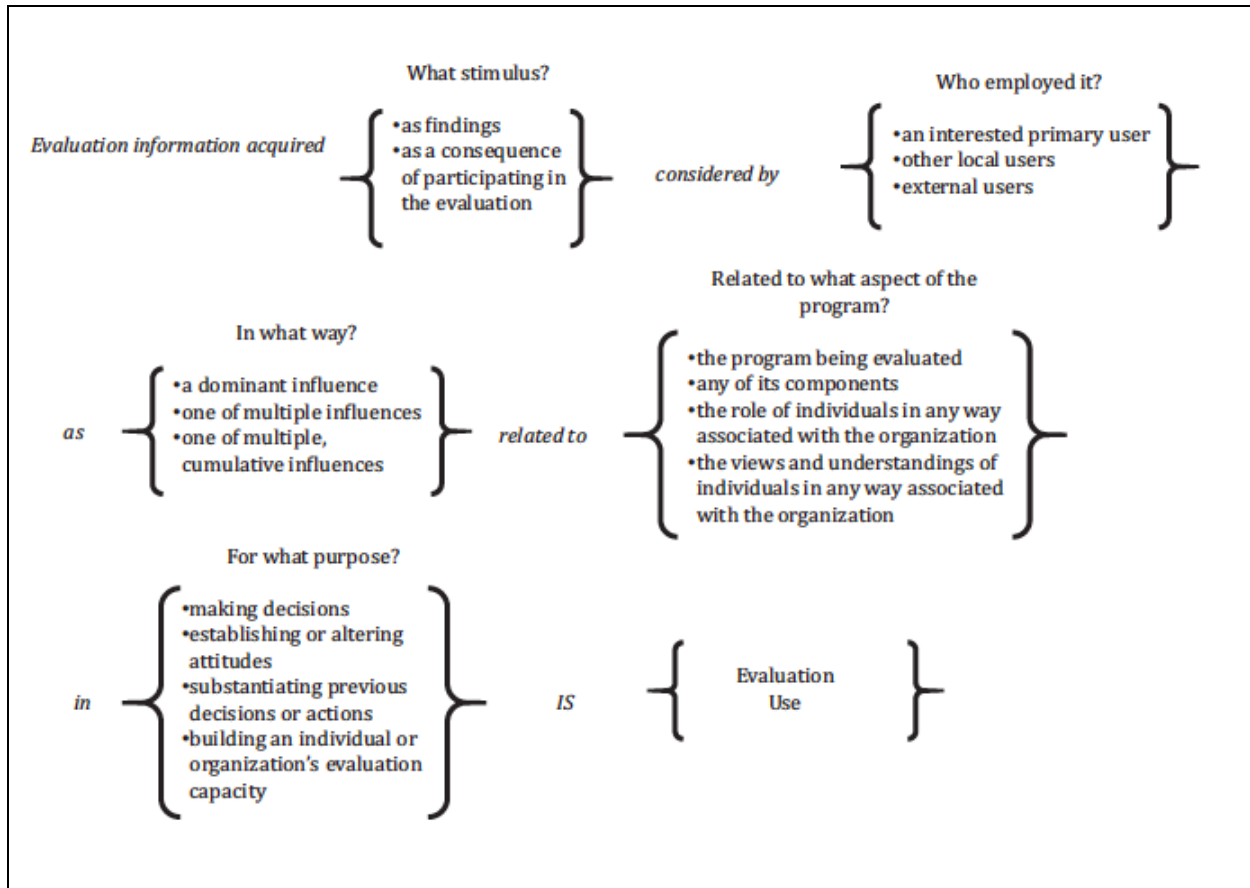 What stimulus?
Who employed it?
Evaluation information acquired
•as findings
•as a consequence
of participating in
the evaluation
considered by
•an interested primary user
•other local users
•external users
In what way?
Related to what aspect of the
program?
as
•a dominant influence
•one of multiple influences
•one of multiple,
cumulative influences
related to
•the program being evaluated
•any of its components
•the role of individuals in any way
associated with the organization
•the views and understandings of
individuals in any way associated
with the organization
For what purpose?
in
•making decisions
•establishing or altering
attitudes
•substantiating previous
decisions or actions
•building an individual or
organization's evaluation
capacity
IS
Evaluation
Use